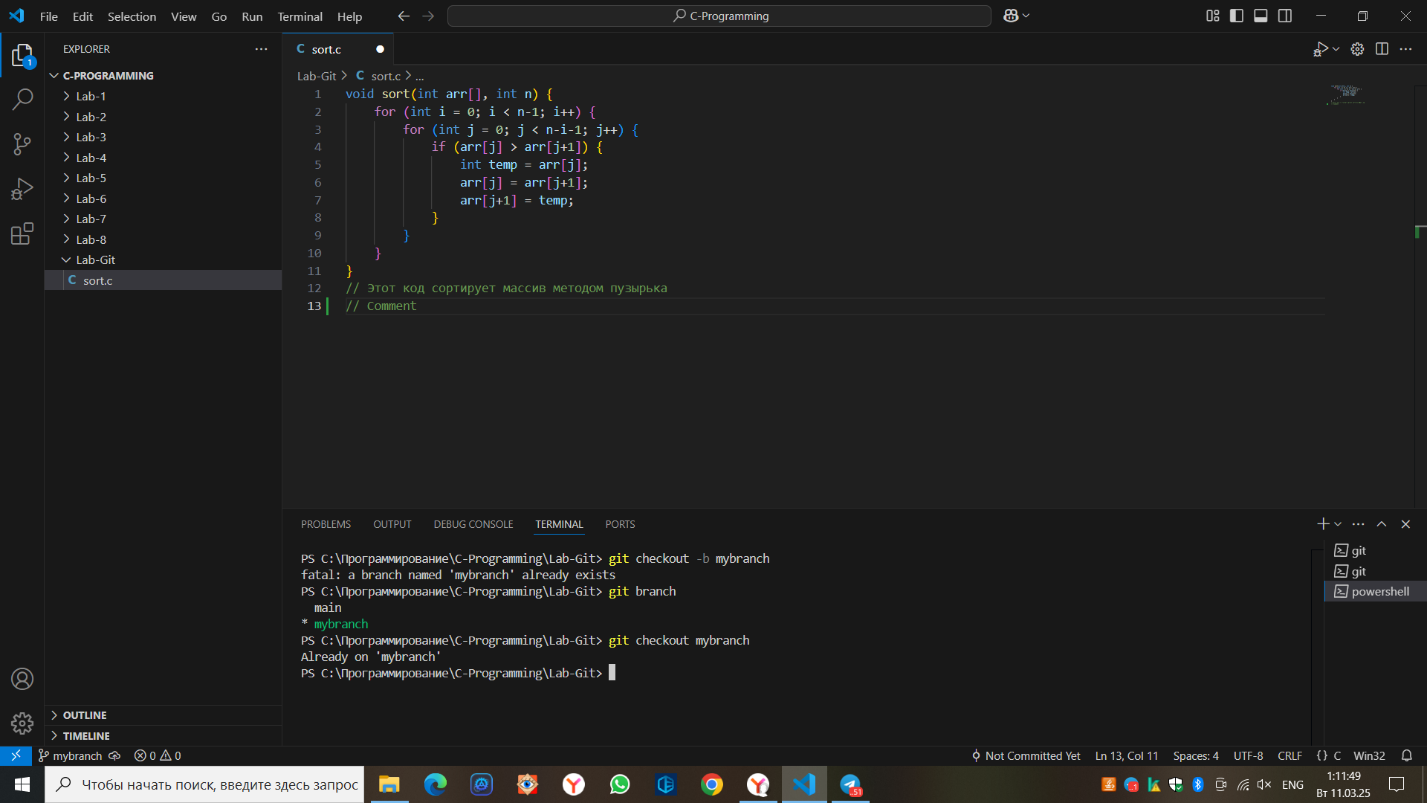 File Edit Selection View Go Run Terminal Help
C-Programming
EXPLORER
1
C-PROGRAMMING
Lab-1
Lab-2
Lab-3
Lab-4
Lab-5
Lab-6
Lab-7
Lab-8
Lab-Git
C sort.c
OUTLINE
TIMELINE
C sort.c
Lab-Git > C sort.c > ...
1 void sort(int arr[], int n) {
2 for (int i = 0; i < n-1; i++) {
3 for (int j = 0; j < n-i-1; j++) {
4 if (arr[j] > arr[j+1]) {
5 int temp = arr[j];
6 arr[j] = arr[j+1];
7 arr[j+1] = temp;
8 }
9 }
10 }
11 }
12 // Этот код сортирует массив методом пузырька
13 // Comment
PROBLEMS OUTPUT DEBUG CONSOLE TERMINAL PORTS
PS C:\Программирование\C-Programming\Lab-Git> git checkout -b mybranch
fatal: a branch named 'mybranch' already exists
PS C:\Программирование\C-Programming\Lab-Git> git branch
main
* mybranch
PS C:\Программирование\C-Programming\Lab-Git> git checkout mybranch
Already on 'mybranch'
PS C:\Программирование\C-Programming\Lab-Git>
git
git
powershell
mybranch 0 0 Not Committed Yet Ln 13, Col 11 Spaces: 4 UTF-8 CRLF {} C Win32
Чтобы начать поиск, введите здесь запрос
51
ENG
1:11:49
Вт 11.03.25